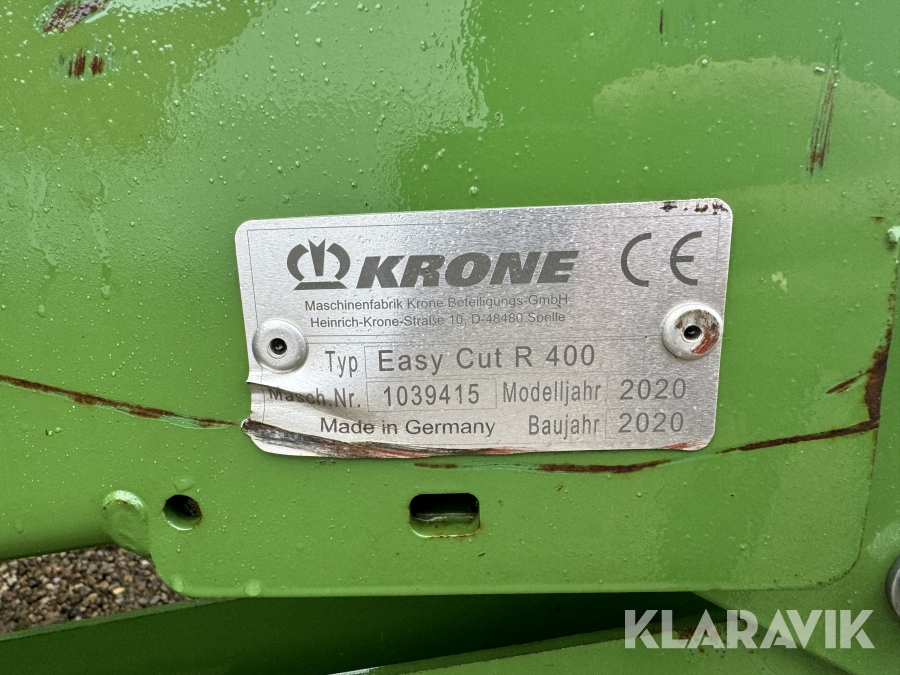 KRONE
CE
Maschinenfabrik Krone Beteiligungs-GmbH
Heinrich-Krone-Straße 10, D-48480 Spelle
Typ Easy Cut R 400
Masch.Nr. 1039415 Modelljahr 2020
Made in Germany Baujahr 2020
KLARAVIK